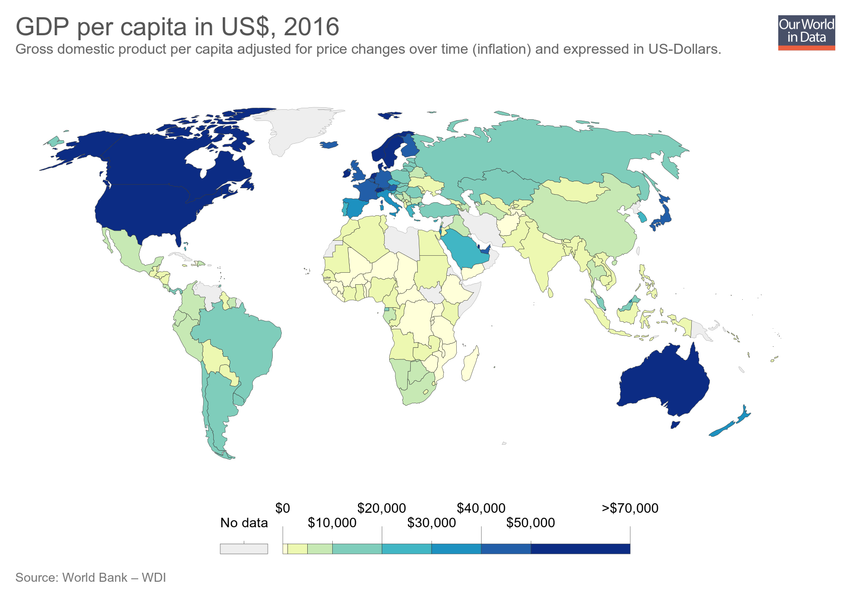 GDP per capita in US$, 2016
Gross domestic product per capita adjusted for price changes over time (inflation) and expressed in US-Dollars.
Our World
in Data
No data
$0
$20,000
$40,000
>$70,000
$10,000
$30,000
$50,000
Source: World Bank – WDI